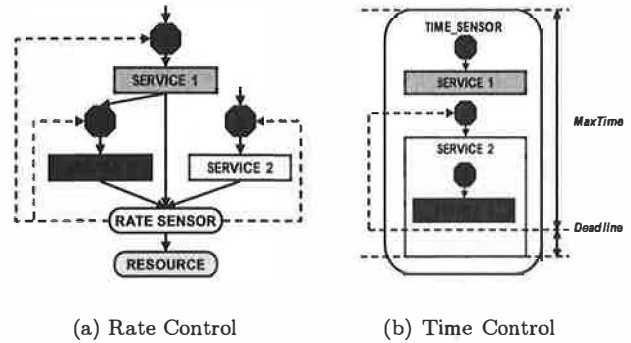 TIME_SENSOR
SERVICE 1
SERVICE 1
MaxTime
SERVICE 2
SERVICE 2
RATE SENSOR
Deadline
RESOURCE
(a) Rate Control
(b) Time Control